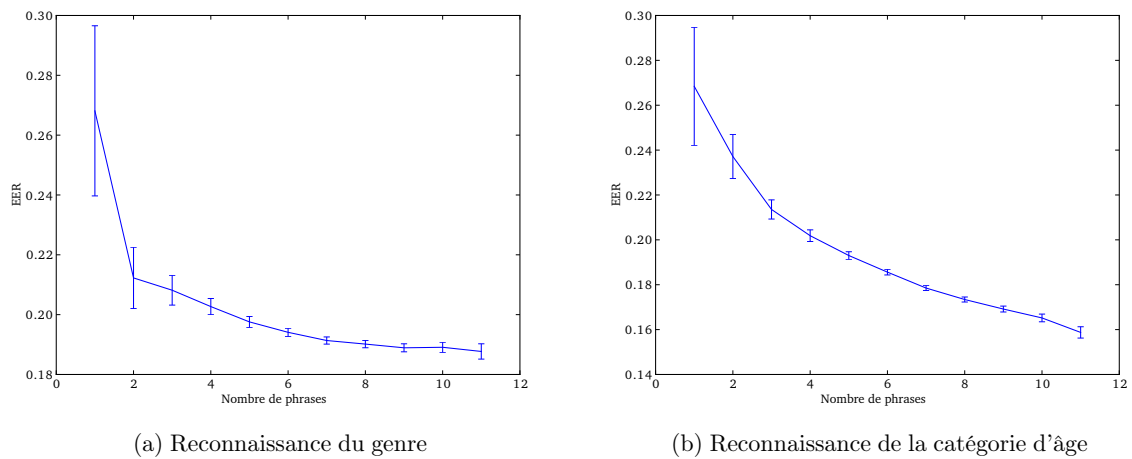 0.30
0.28
0.26
0.24
0.22
0.20
0.18
EER
0 2 4 6 8 10 12
Nombre de phrases
(a) Reconnaissance du genre
0.30
0.28
0.26
0.24
0.22
0.20
0.18
0.16
0.14
EER
0 2 4 6 8 10 12
Nombre de phrases
(b) Reconnaissance de la catégorie d'âge